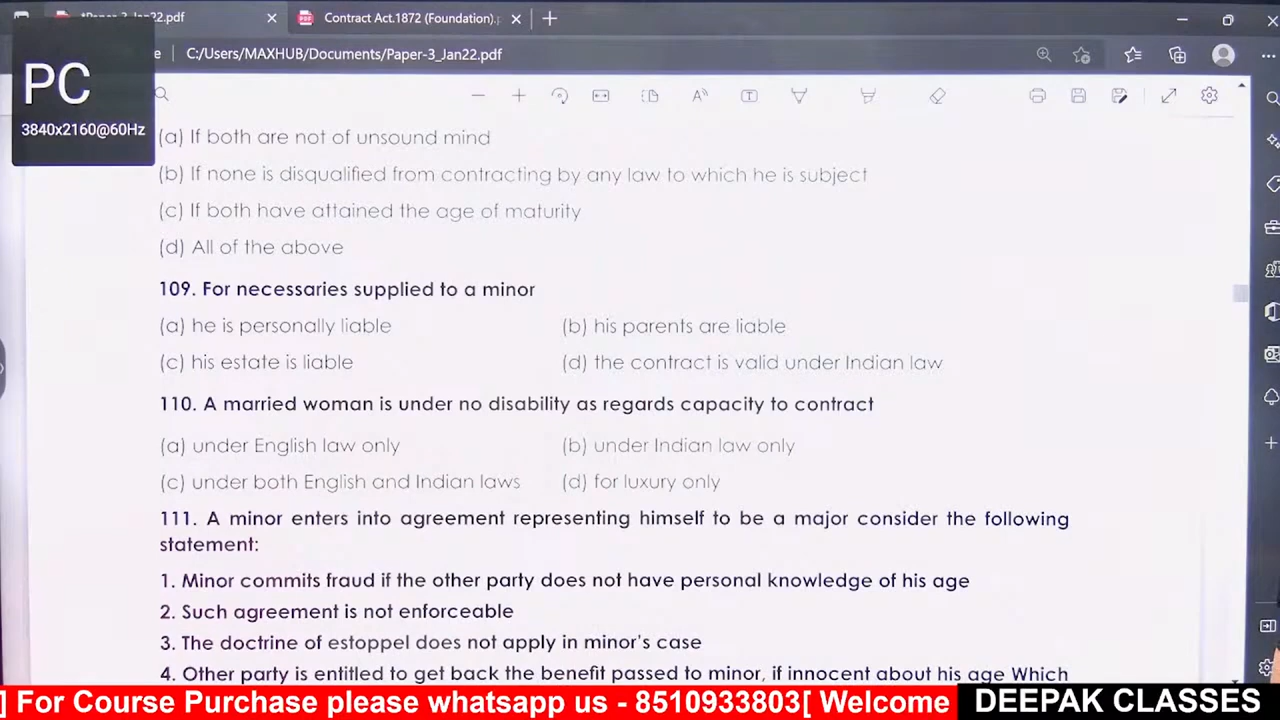 Paper-3_Jan22.pdf
Contract Act.1872 (Foundation).
C:/Users/MAXHUB/Documents/Paper-3_Jan22.pdf
PC
3840x2160@60Hz
(a) If both are not of unsound mind
(b) If none is disqualified from contracting by any law to which he is subject
(c) If both have attained the age of maturity
(d) All of the above
109. For necessaries supplied to a minor
(a) he is personally liable (b) his parents are liable
(c) his estate is liable (d) the contract is valid under Indian law
110. A married woman is under no disability as regards capacity to contract
(a) under English law only (b) under Indian law only
(c) under both English and Indian laws (d) for luxury only
111. A minor enters into agreement representing himself to be a major consider the following
statement:
1. Minor commits fraud if the other party does not have personal knowledge of his age
2. Such agreement is not enforceable
3. The doctrine of estoppel does not apply in minor's case
4. Other party is entitled to get back the benefit passed to minor, if innocent about his age Which
] For Course Purchase please whatsapp us - 8510933803[ Welcome DEEPAK CLASSES